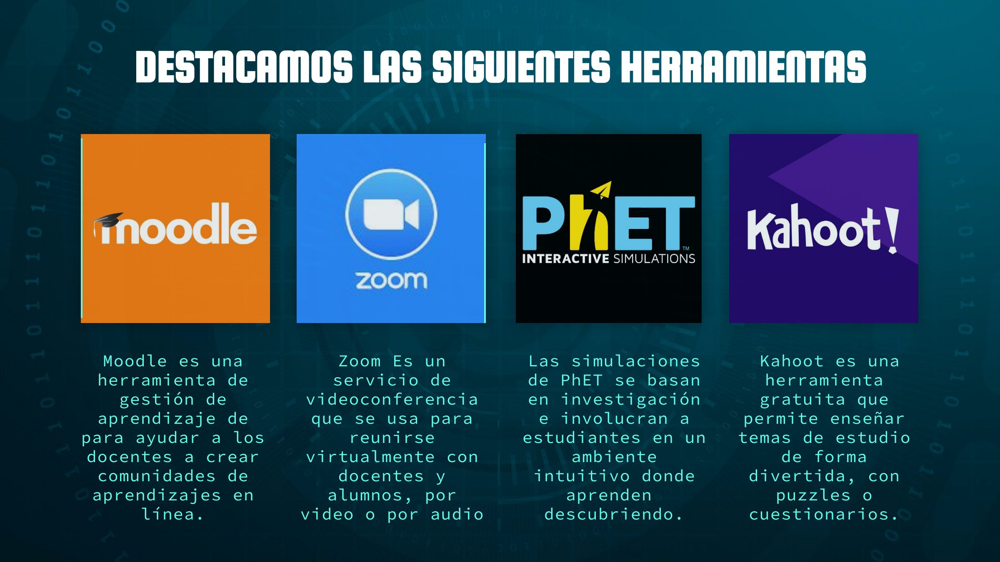 DESTACAMOS LAS SIGUIENTES HERRAMIENTAS
moodle
zoom
PhET™
INTERACTIVE SIMULATIONS
Kahoot!
Moodle es una
herramienta de
gestión de
aprendizaje de
para ayudar a los
docentes a crear
comunidades de
aprendizajes en
línea.
Zoom Es un
servicio de
videoconferencia
que se usa para
reunirse
virtualmente con
docentes y
alumnos, por
video o por audio
Las simulaciones
de PhET se basan
en investigación
e involucran a
estudiantes en un
ambiente
intuitivo donde
aprenden
descubriendo.
Kahoot es una
herramienta
gratuita que
permite enseñar
temas de estudio
de forma
divertida, con
puzzles o
cuestionarios.